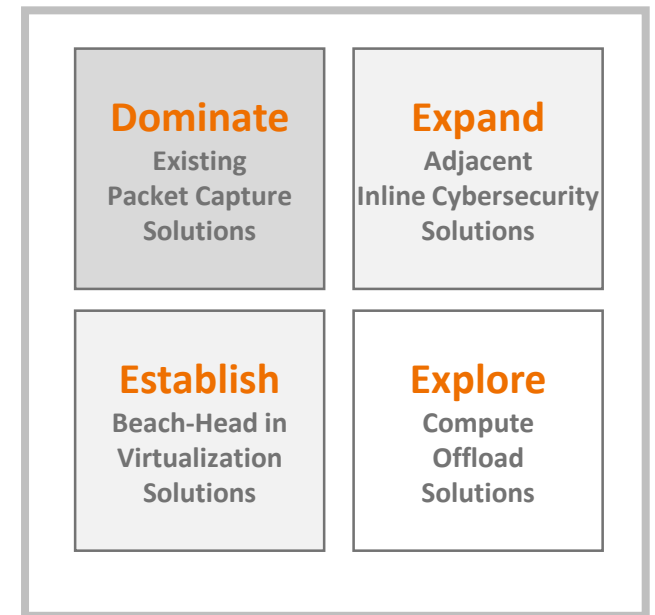 Dominate
Existing
Packet Capture
Solutions
Expand
Adjacent
Inline Cybersecurity
Solutions
Establish
Beach-Head in
Virtualization
Solutions
Explore
Compute
Offload
Solutions